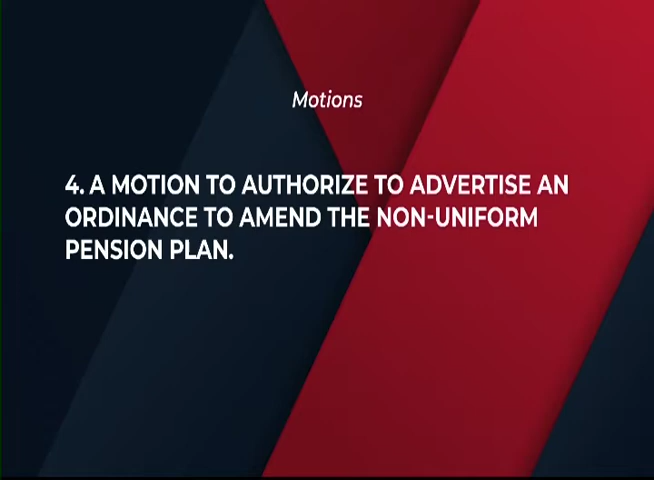 Motions
4. A MOTION TO AUTHORIZE TO ADVERTISE AN
ORDINANCE TO AMEND THE NON-UNIFORM
PENSION PLAN.